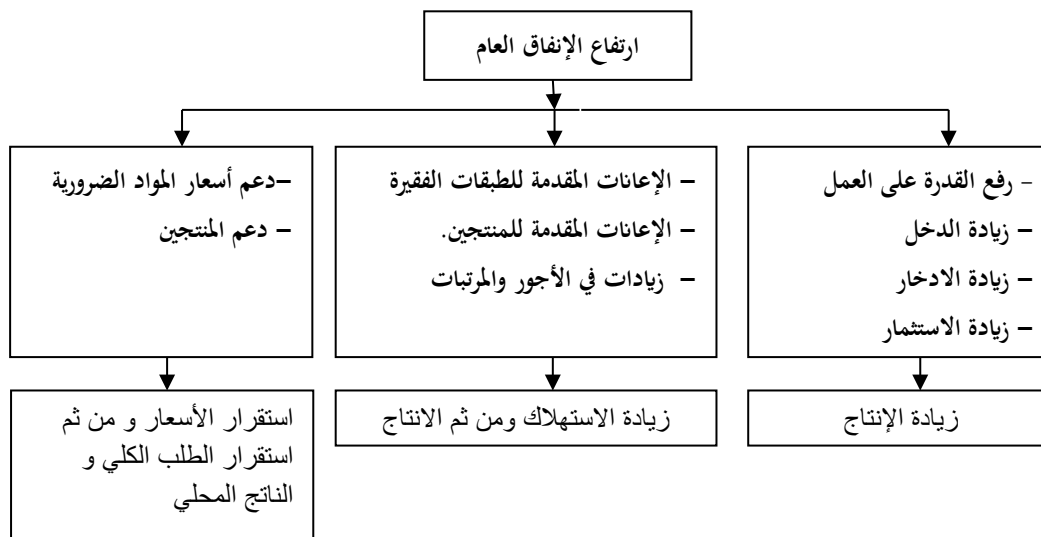 ارتفاع الإنفاق العام
- رفع القدرة على العمل
– زيادة الدخل
– زيادة الادخار
– زيادة الاستثمار
– الإعانات المقدمة للطبقات الفقيرة
– الإعانات المقدمة للمنتجين.
– زيادات في الأجور والمرتبات
–دعم أسعار المواد الضرورية
– دعم المنتجين
زيادة الإنتاج
زيادة الاستهلاك ومن ثم الانتاج
استقرار الأسعار و من ثم
استقرار الطلب الكلي و
الناتج المحلي